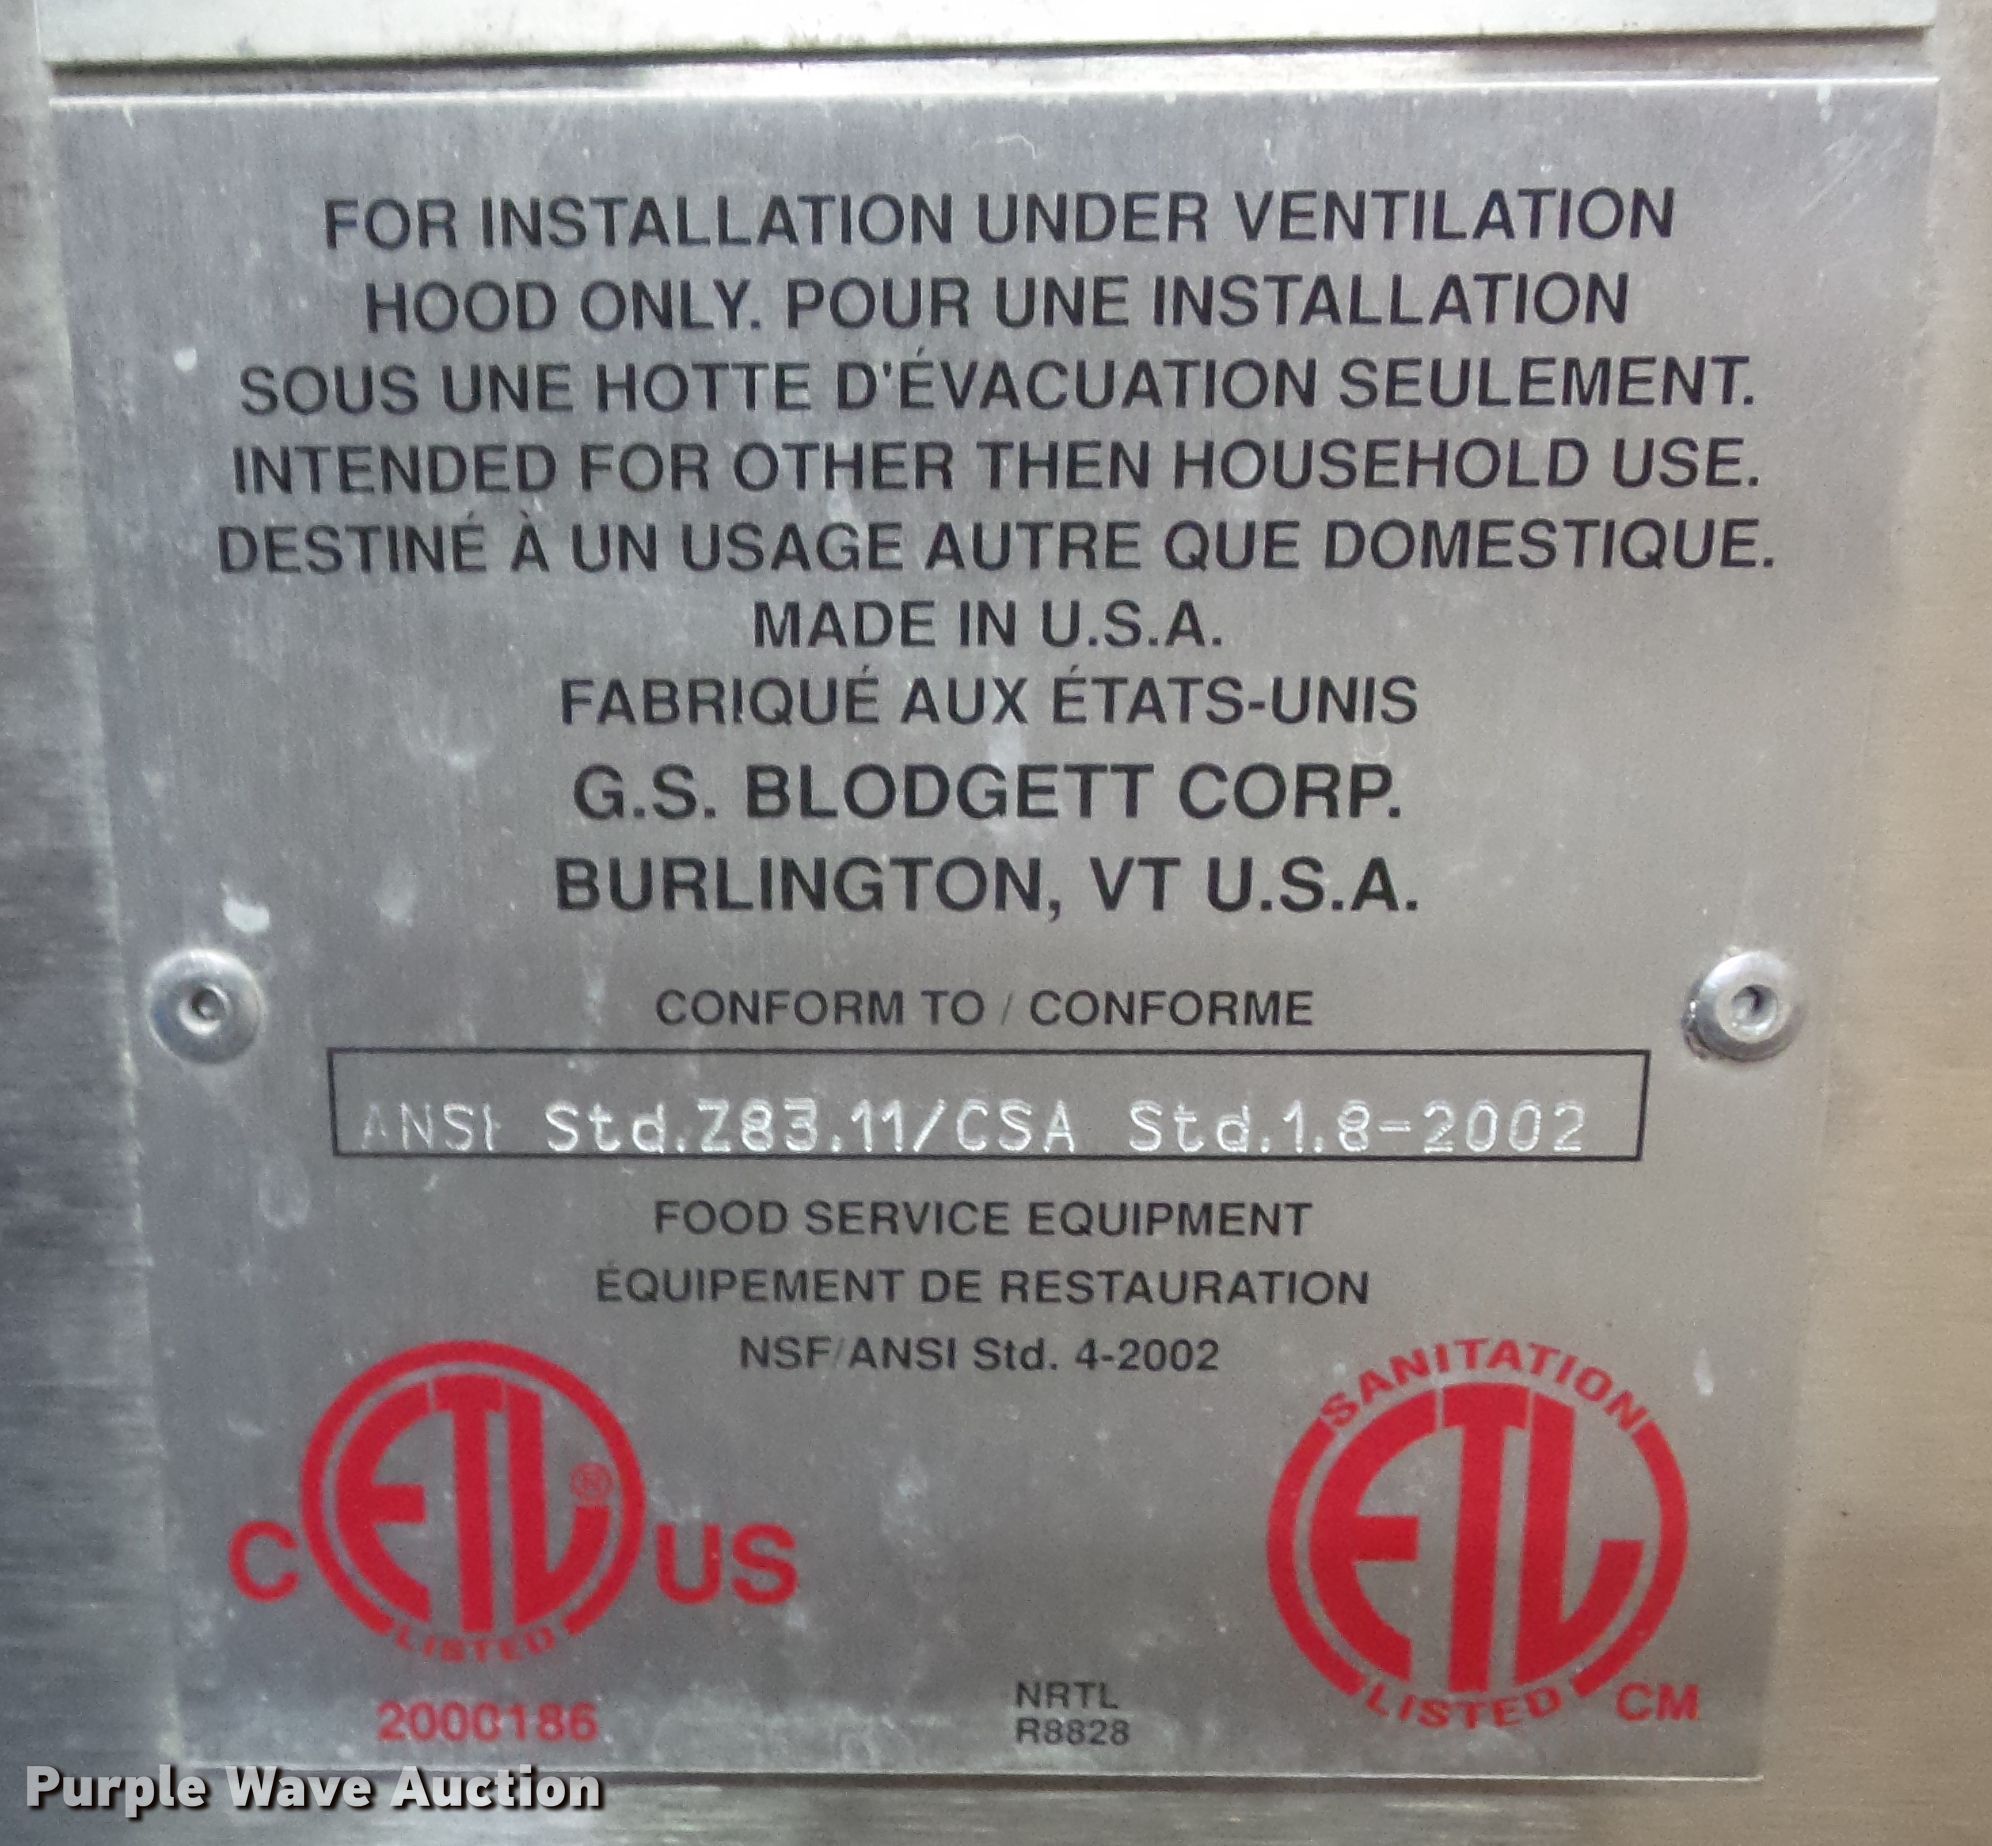 FOR INSTALLATION UNDER VENTILATION
HOOD ONLY. POUR UNE INSTALLATION
SOUS UNE HOTTE D'ÉVACUATION SEULEMENT.
INTENDED FOR OTHER THEN HOUSEHOLD USE.
DESTINÉ À UN USAGE AUTRE QUE DOMESTIQUE.
MADE IN U.S.A.
FABRIQUÉ AUX ÉTATS-UNIS
G.S. BLODGETT CORP.
BURLINGTON, VT U.S.A.
CONFORM TO / CONFORME
ANSI Std.Z83.11/CSA Std.1.8-2002
FOOD SERVICE EQUIPMENT
ÉQUIPEMENT DE RESTAURATION
NSF/ANSI Std. 4-2002
C ETL® US
LISTED
2000186
NRTL
R8828
SANITATION
ETL
LISTED CM
Purple Wave Auction